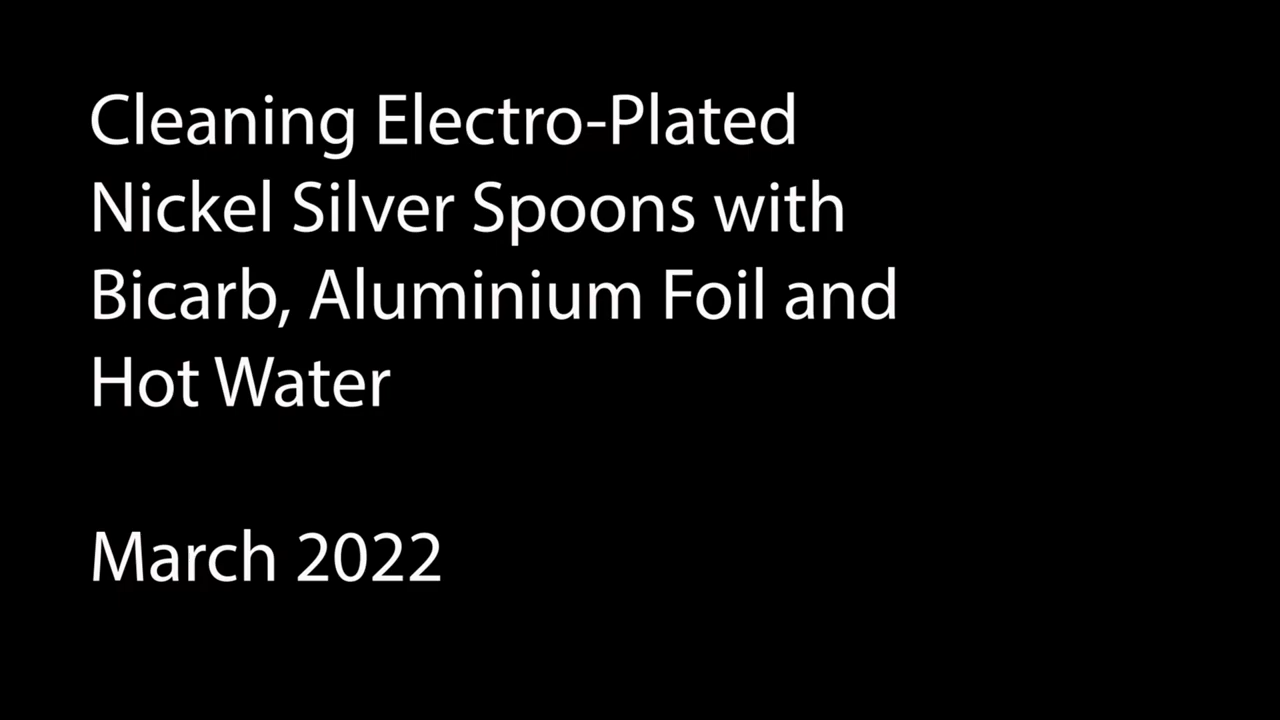 Cleaning Electro-Plated
Nickel Silver Spoons with
Bicarb, Aluminium Foil and
Hot Water
March 2022